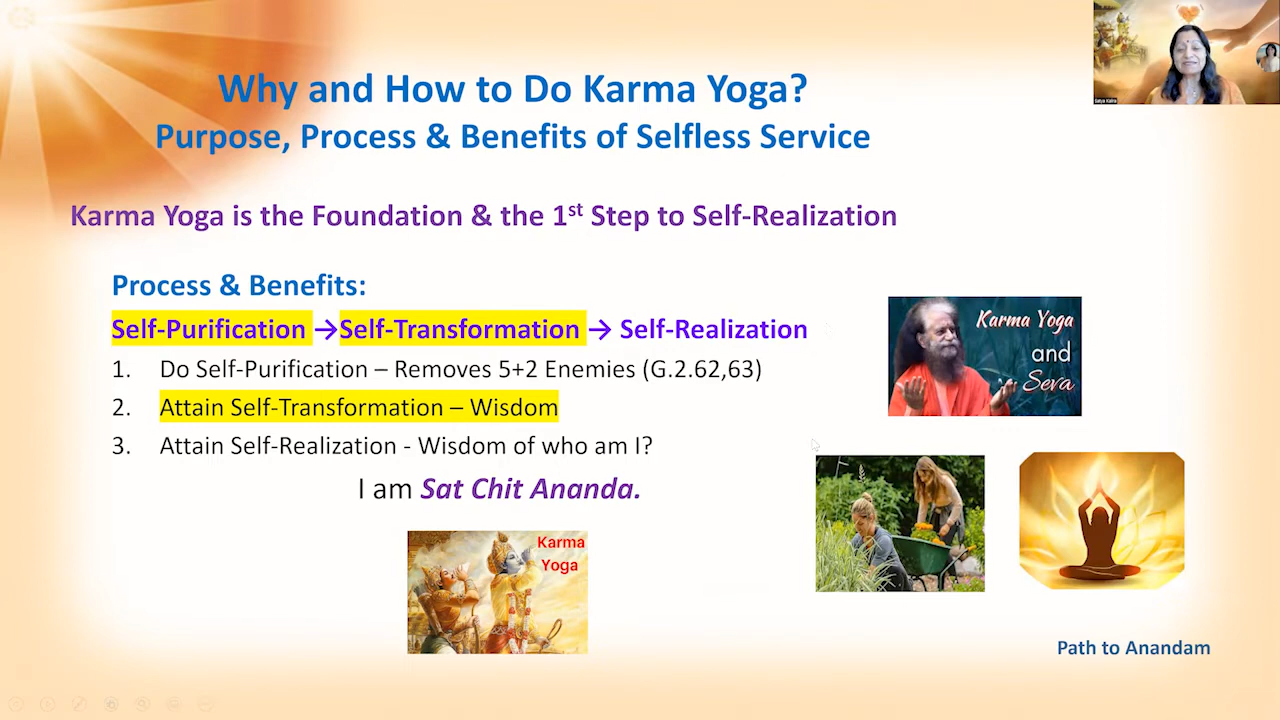 Why and How to Do Karma Yoga?
Purpose, Process & Benefits of Selfless Service
Karma Yoga is the Foundation & the 1st Step to Self-Realization
Process & Benefits:
Self-Purification →Self-Transformation → Self-Realization
1. Do Self-Purification – Removes 5+2 Enemies (G.2.62,63)
2. Attain Self-Transformation – Wisdom
3. Attain Self-Realization - Wisdom of who am I?
I am Sat Chit Ananda.
Karma Yoga
and
Seva
Karma
Yoga
Path to Anandam
Satya Kalra